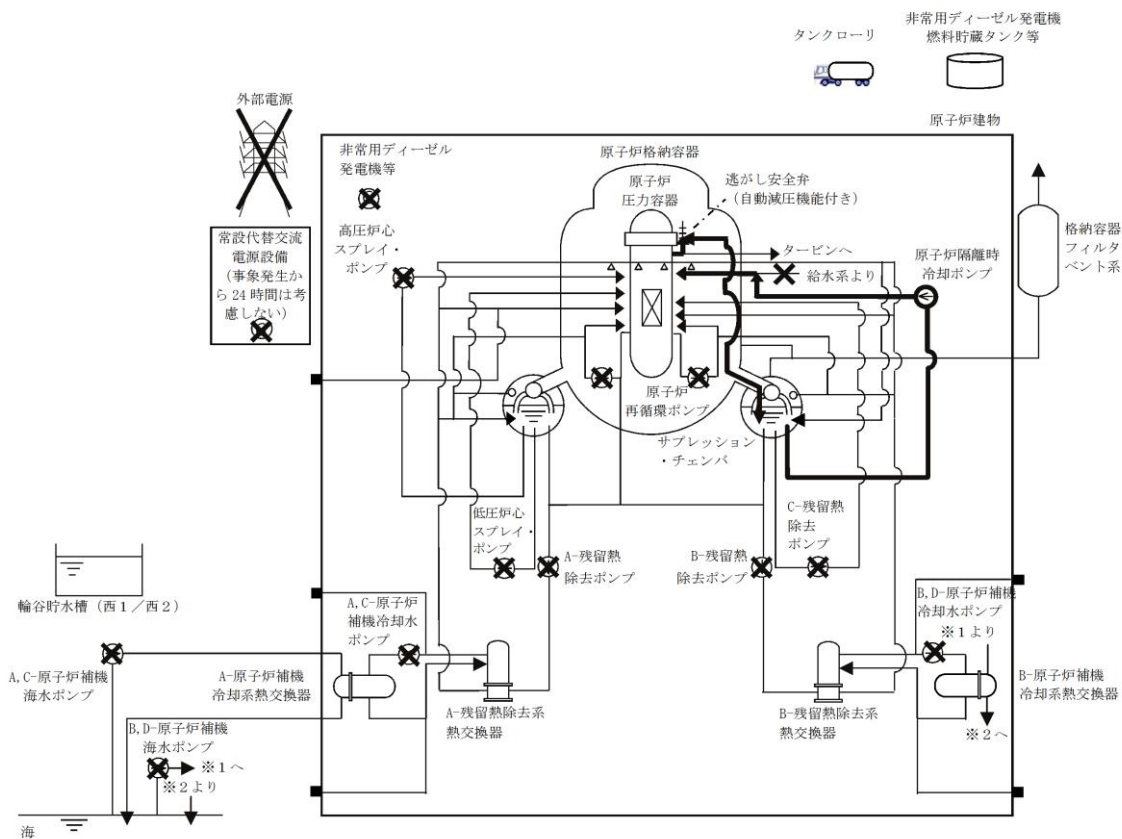 タンクローリ
非常用ディーゼル発電機
燃料貯蔵タンク等
外部電源
原子炉建物
非常用ディーゼル
発電機等
原子炉格納容器
原子炉
圧力容器
逃がし安全弁
（自動減圧機能付き）
常設代替交流
電源設備
（事象発生か
ら24時間は考
慮しない）
高圧炉心
スプレイ・
ポンプ
タービンへ
給水系より
原子炉隔離時
冷却ポンプ
格納容器
フィルタ
ベント系
原子炉
再循環ポンプ
サプレッション
・チェンバ
低圧炉心
スプレイ・
ポンプ
A-残留熱
除去ポンプ
B-残留熱
除去ポンプ
C-残留熱
除去
ポンプ
輪谷貯水槽（西１／西２）
A,C-原子炉
補機冷却水
ポンプ
B,D-原子炉補機
冷却水ポンプ
※１より
A,C-原子炉補機
海水ポンプ
A-原子炉補機
冷却系熱交換器
A-残留熱除去系
熱交換器
B-残留熱除去系
熱交換器
B-原子炉補機
冷却系熱交換器
※２へ
B,D-原子炉補機
海水ポンプ
※１へ
※２より
海